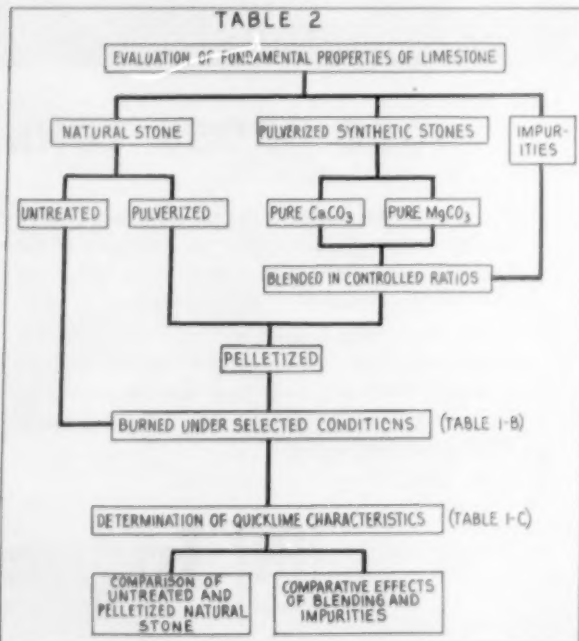 TABLE 2
EVALUATION OF FUNDAMENTAL PROPERTIES OF LIMESTONE
NATURAL STONE
PULVERIZED SYNTHETIC STONES
IMPUR-
ITIES
UNTREATED
PULVERIZED
PURE CaCO₃
PURE MgCO₃
BLENDED IN CONTROLLED RATIOS
PELLETIZED
BURNED UNDER SELECTED CONDITIONS (TABLE I-B)
DETERMINATION OF QUICKLIME CHARACTERISTICS (TABLE I-C)
COMPARISON OF
UNTREATED AND
PELLETIZED NATURAL
STONE
COMPARATIVE EFFECTS
OF BLENDING AND
IMPURITIES